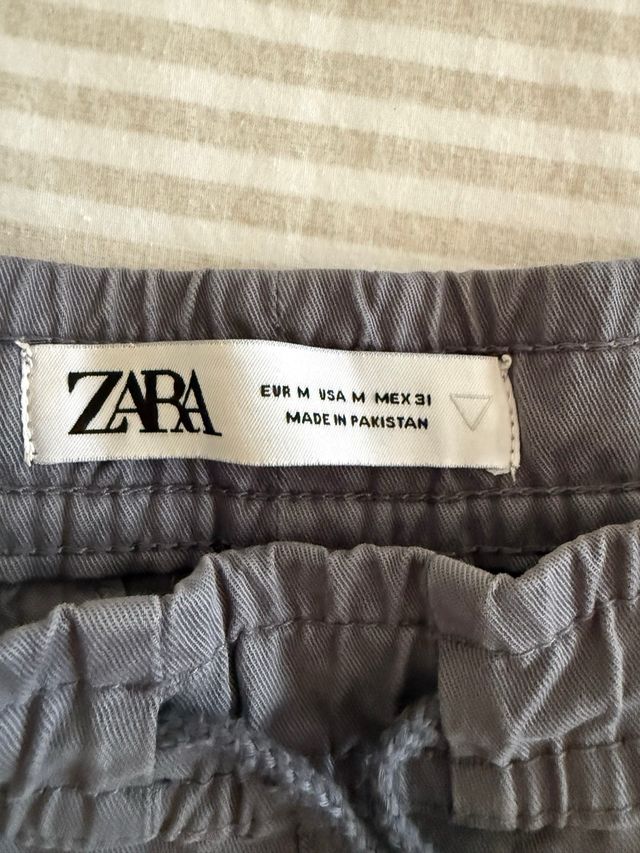 ZARA
EUR M USA M MEX 31
MADE IN PAKISTAN